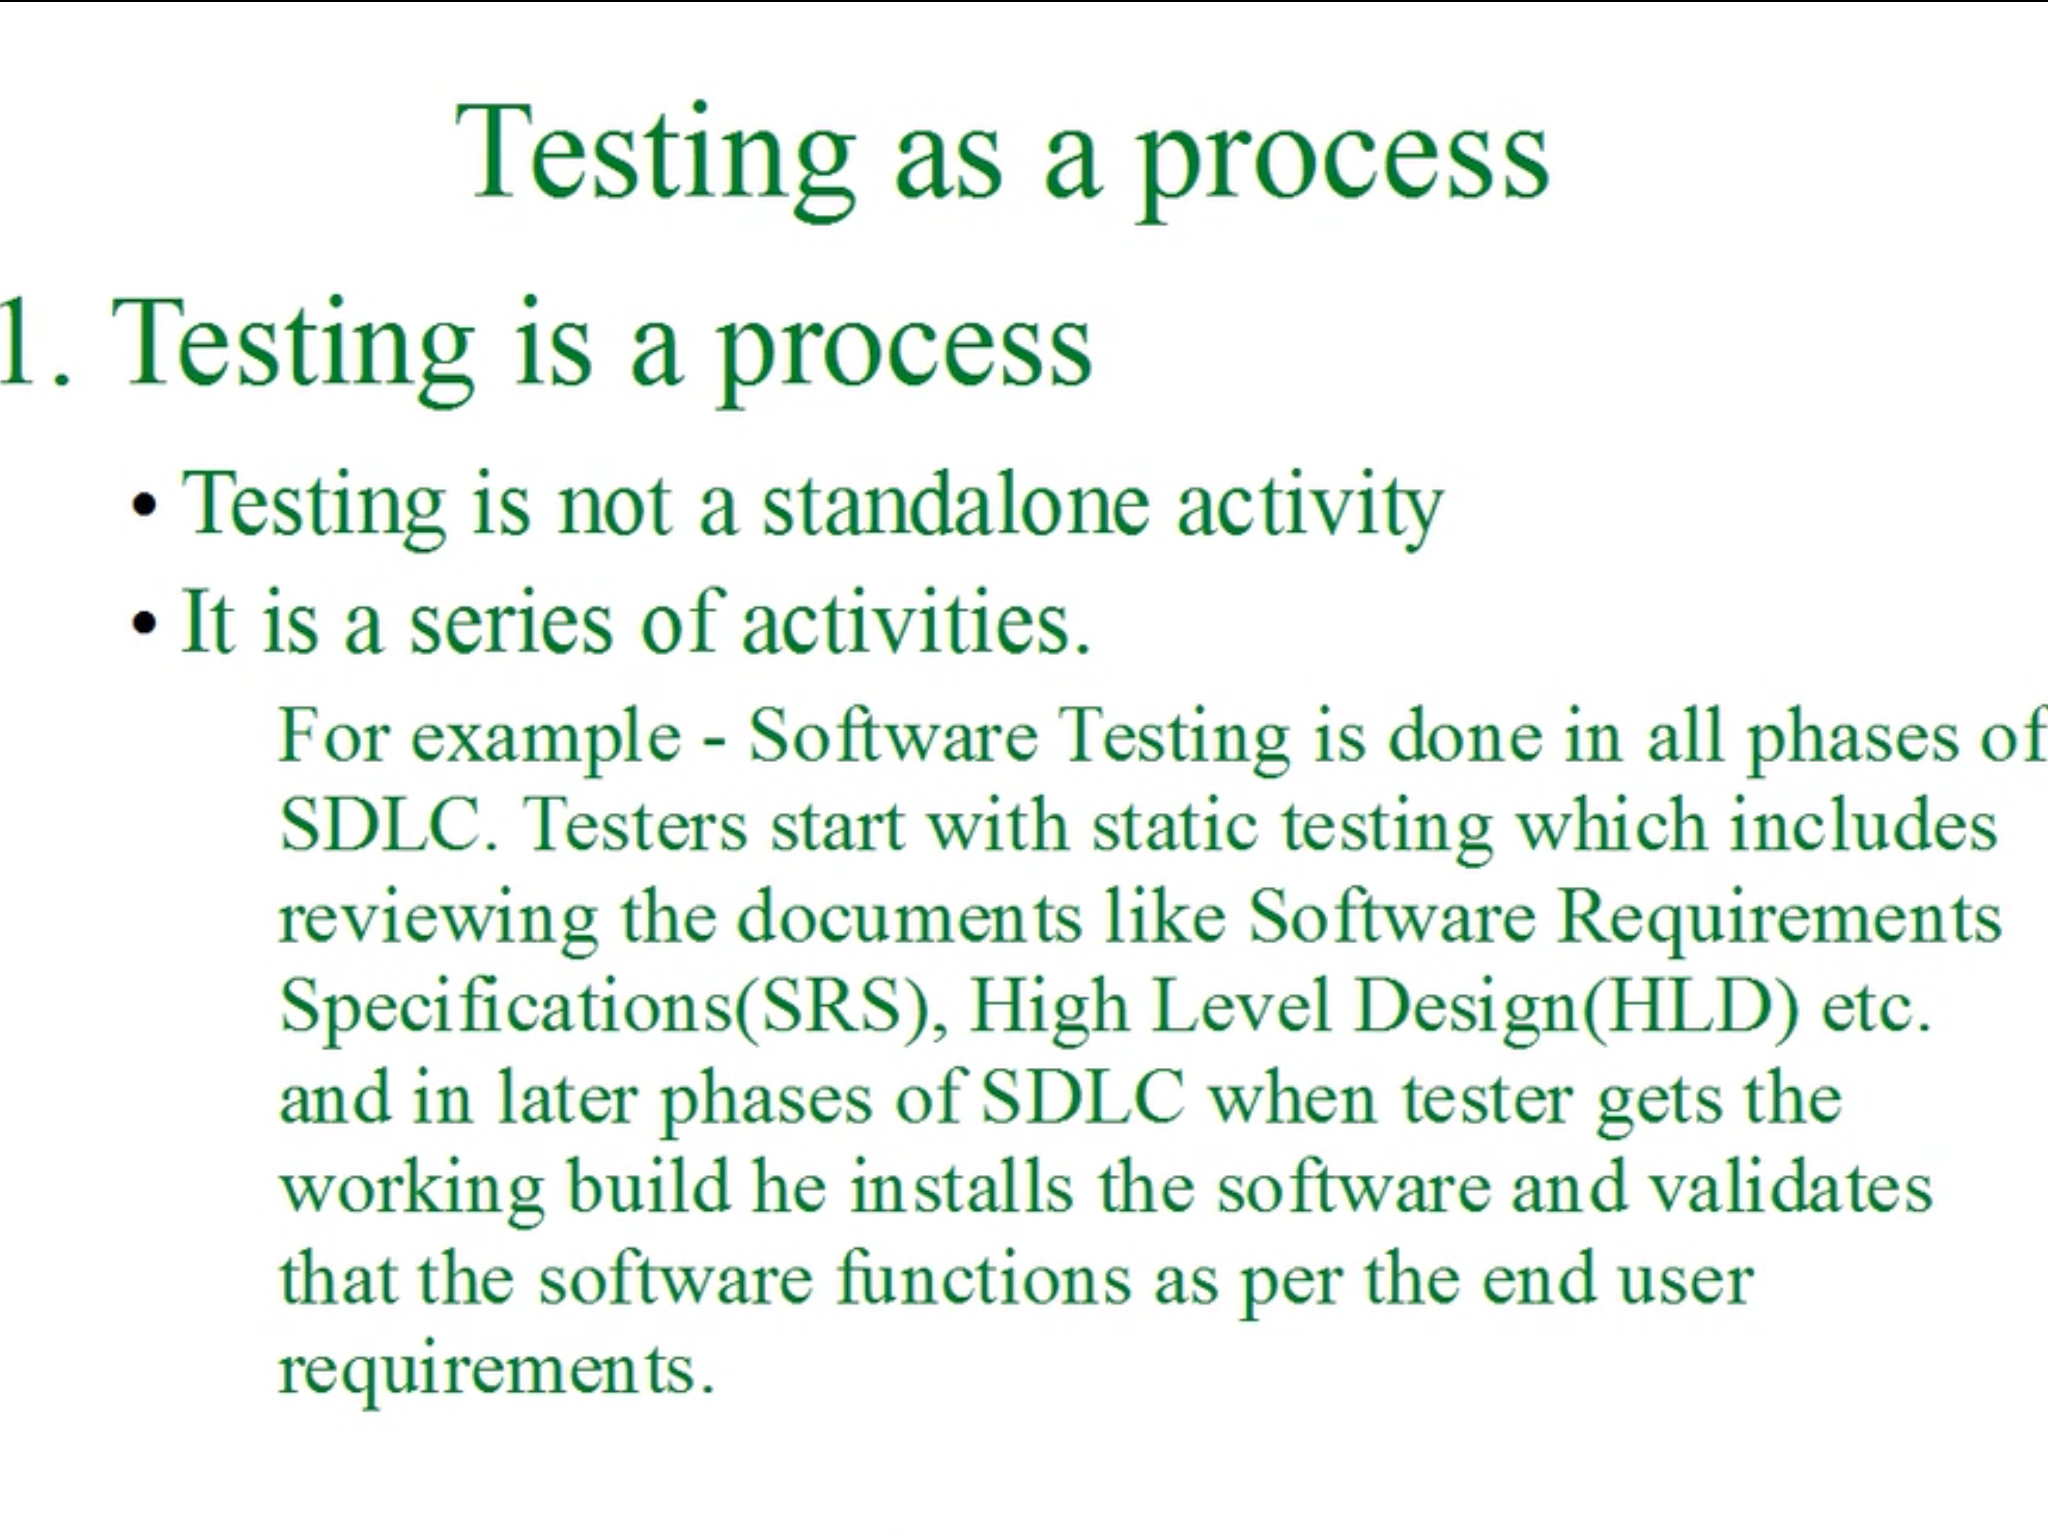 Testing as a process
1. Testing is a process
• Testing is not a standalone activity
• It is a series of activities.
For example - Software Testing is done in all phases of
SDLC. Testers start with static testing which includes
reviewing the documents like Software Requirements
Specifications(SRS), High Level Design(HLD) etc.
and in later phases of SDLC when tester gets the
working build he installs the software and validates
that the software functions as per the end user
requirements.